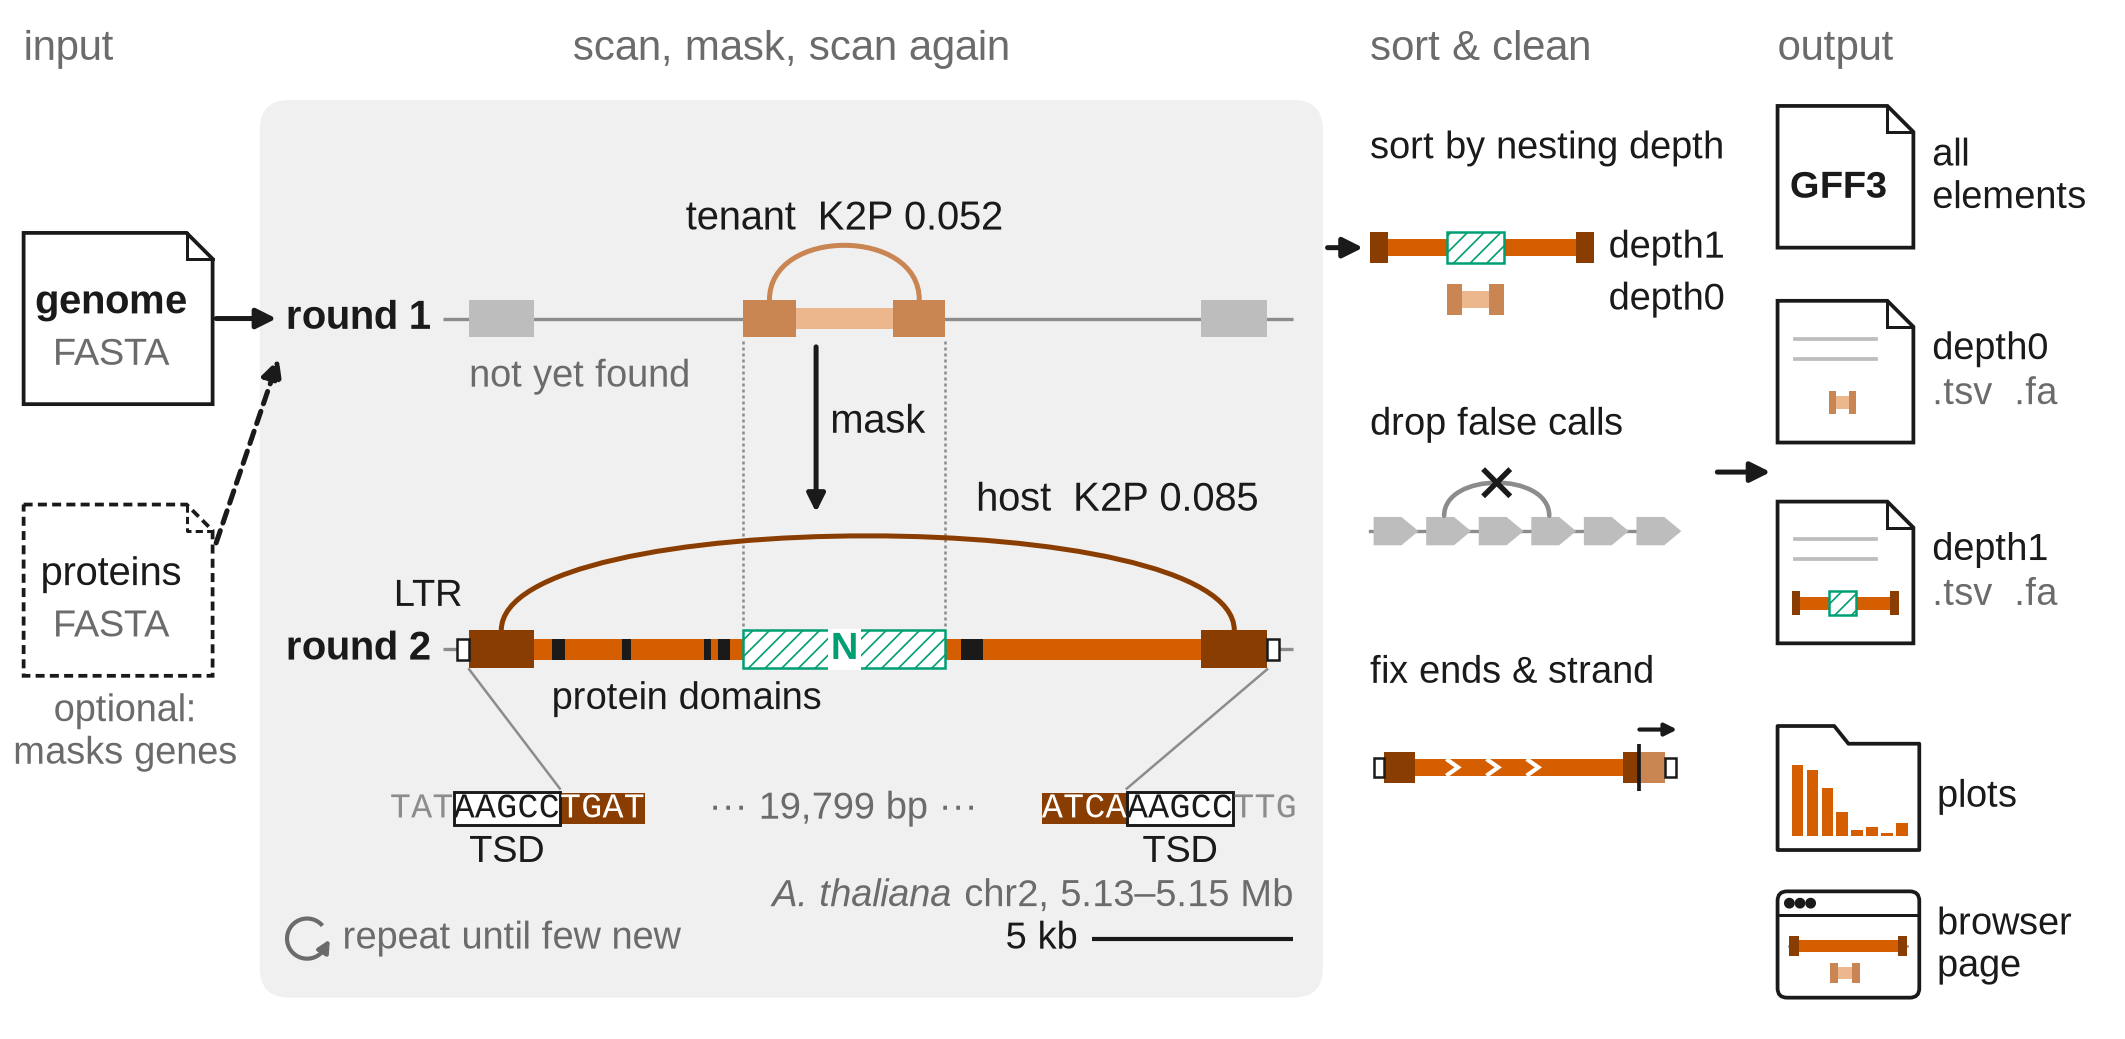 input
scan, mask, scan again
sort & clean
output
genome
FASTA
proteins
FASTA
optional:
masks genes
tenant K2P 0.052
round 1
not yet found
mask
host K2P 0.085
LTR
round 2
N
protein domains
TATAAGCCTGAT
··· 19,799 bp ···
ATCAAAGCCTTG
TSD
TSD
A. thaliana chr2, 5.13–5.15 Mb
repeat until few new
5 kb
sort by nesting depth
depth1
depth0
drop false calls
fix ends & strand
GFF3
all
elements
depth0
.tsv .fa
depth1
.tsv .fa
plots
browser
page